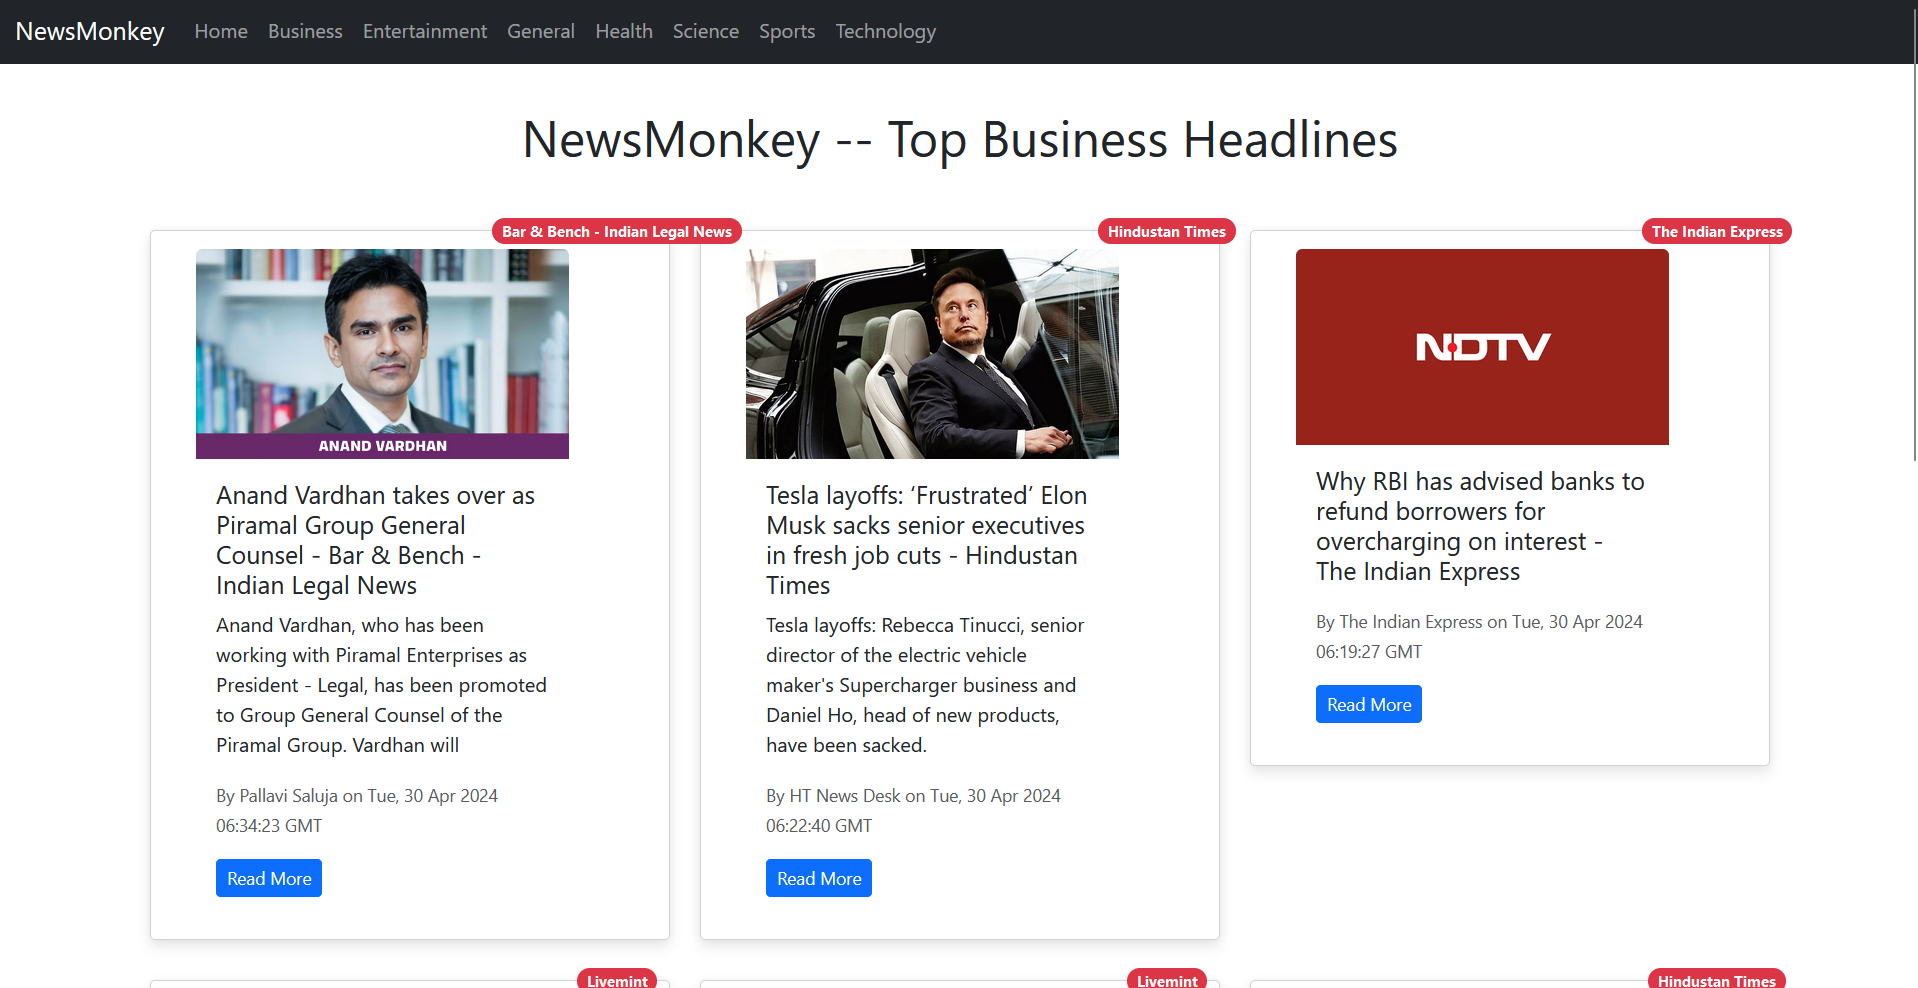 NewsMonkey Home Business Entertainment General Health Science Sports Technology
NewsMonkey -- Top Business Headlines
Bar & Bench - Indian Legal News
ANAND VARDHAN
Anand Vardhan takes over as
Piramal Group General
Counsel - Bar & Bench -
Indian Legal News
Anand Vardhan, who has been
working with Piramal Enterprises as
President - Legal, has been promoted
to Group General Counsel of the
Piramal Group. Vardhan will
By Pallavi Saluja on Tue, 30 Apr 2024
06:34:23 GMT
Read More
Hindustan Times
Tesla layoffs: ‘Frustrated’ Elon
Musk sacks senior executives
in fresh job cuts - Hindustan
Times
Tesla layoffs: Rebecca Tinucci, senior
director of the electric vehicle
maker's Supercharger business and
Daniel Ho, head of new products,
have been sacked.
By HT News Desk on Tue, 30 Apr 2024
06:22:40 GMT
Read More
The Indian Express
NDTV
Why RBI has advised banks to
refund borrowers for
overcharging on interest -
The Indian Express
By The Indian Express on Tue, 30 Apr 2024
06:19:27 GMT
Read More
Livemint
Livemint
Hindustan Times